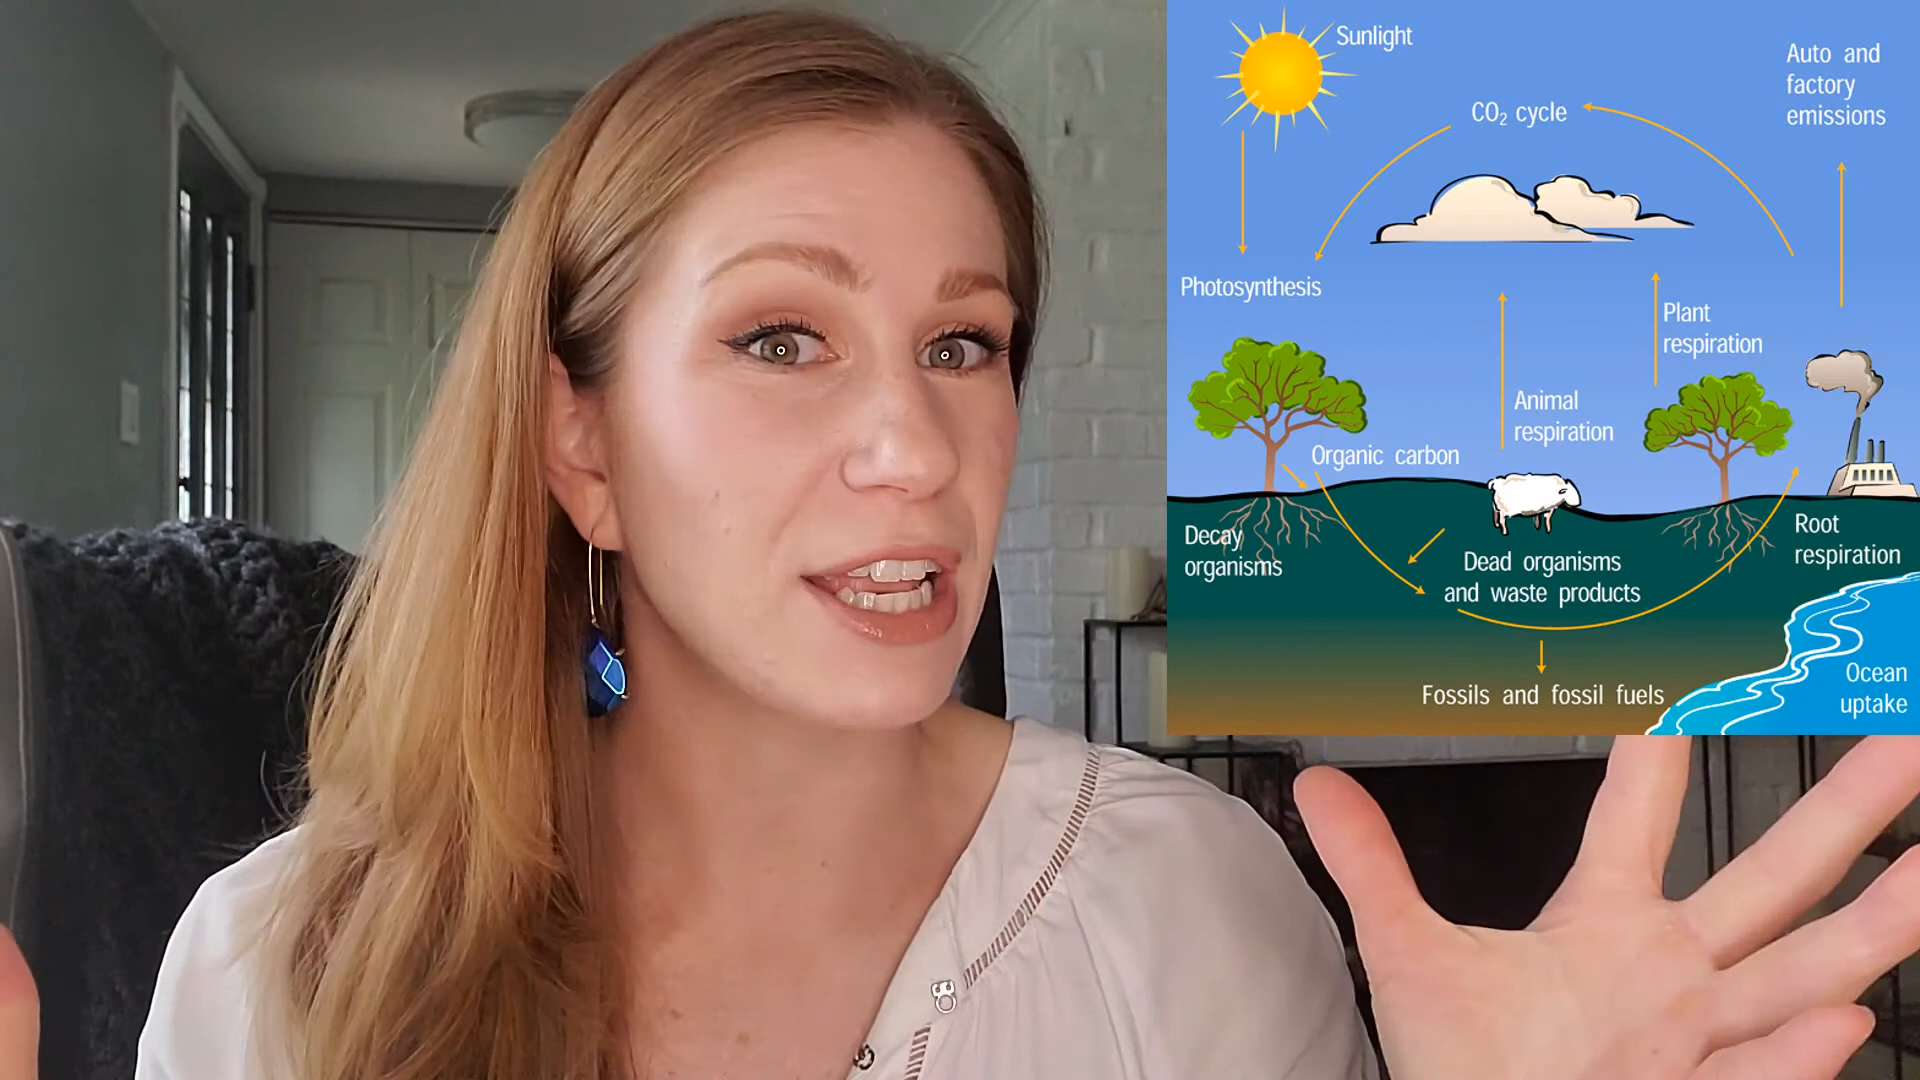 Sunlight
Auto and
factory
emissions
CO₂ cycle
Photosynthesis
Plant
respiration
Animal
respiration
Organic carbon
Decay
organisms
Dead organisms
and waste products
Root
respiration
Fossils and fossil fuels
Ocean
uptake